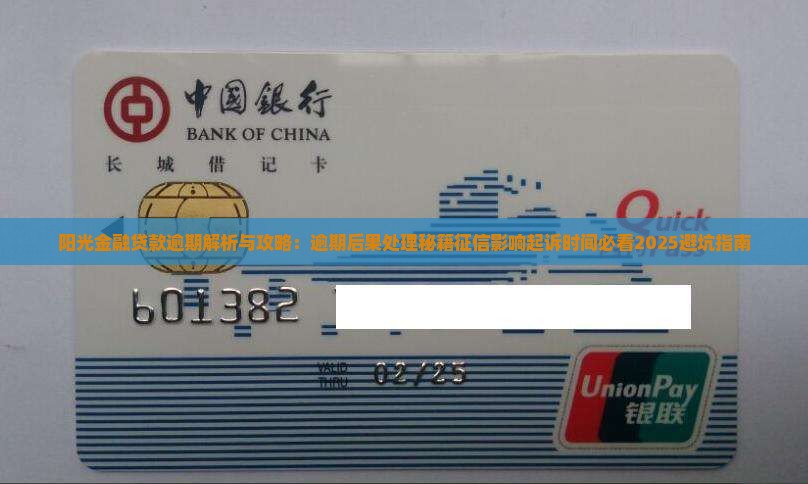 中國銀行
BANK OF CHINA
长城借记卡
Quick
Pass
阳光金融贷款逾期解析与攻略：逾期后果处理秘籍征信影响起诉时间必看2025避坑指南
601382
VALID
THRU
02/25
UnionPay
银联